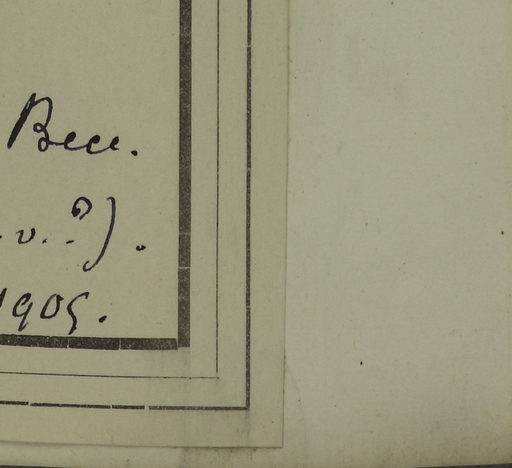 Becc.
. v. ?).
1905.